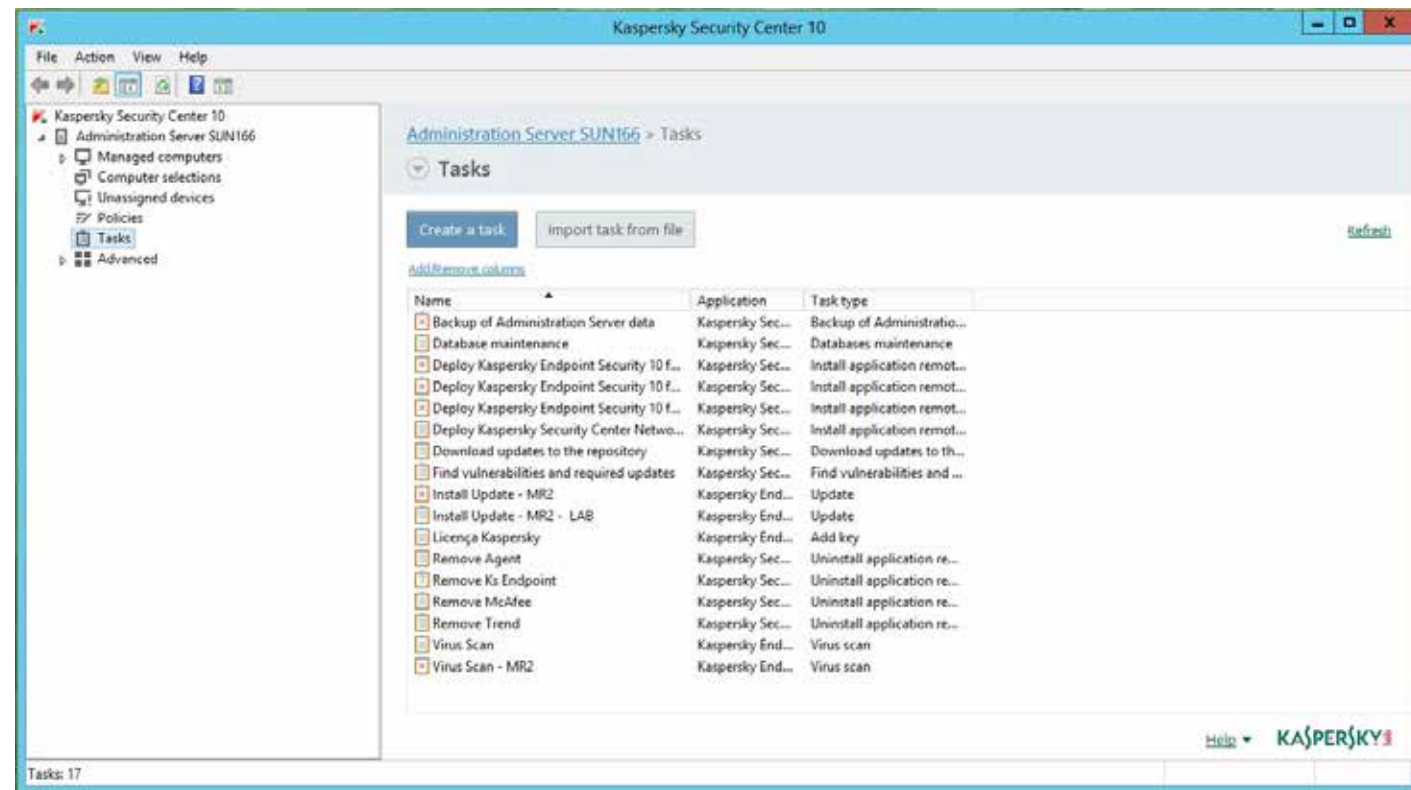 Kaspersky Security Center 10
File Action View Help
Kaspersky Security Center 10
Administration Server SUN166
Managed computers
Computer selections
Unassigned devices
Policies
Tasks
Advanced
Administration Server SUN166 > Tasks
Tasks
Create a task Import task from file Refresh
Add/Remove columns
Name Application Task type
Backup of Administration Server data Kaspersky Sec... Backup of Administratio...
Database maintenance Kaspersky Sec... Databases maintenance
Deploy Kaspersky Endpoint Security 10 f... Kaspersky Sec... Install application remot...
Deploy Kaspersky Endpoint Security 10 f... Kaspersky Sec... Install application remot...
Deploy Kaspersky Endpoint Security 10 f... Kaspersky Sec... Install application remot...
Deploy Kaspersky Security Center Netwo... Kaspersky Sec... Install application remot...
Download updates to the repository Kaspersky Sec... Download updates to th...
Find vulnerabilities and required updates Kaspersky Sec... Find vulnerabilities and ...
Install Update - MR2 Kaspersky End... Update
Install Update - MR2 - LAB Kaspersky End... Update
Licença Kaspersky Kaspersky End... Add key
Remove Agent Kaspersky Sec... Uninstall application re...
Remove Ks Endpoint Kaspersky Sec... Uninstall application re...
Remove McAfee Kaspersky Sec... Uninstall application re...
Remove Trend Kaspersky Sec... Uninstall application re...
Virus Scan Kaspersky End... Virus scan
Virus Scan - MR2 Kaspersky End... Virus scan
Help KASPERSKY
Tasks: 17